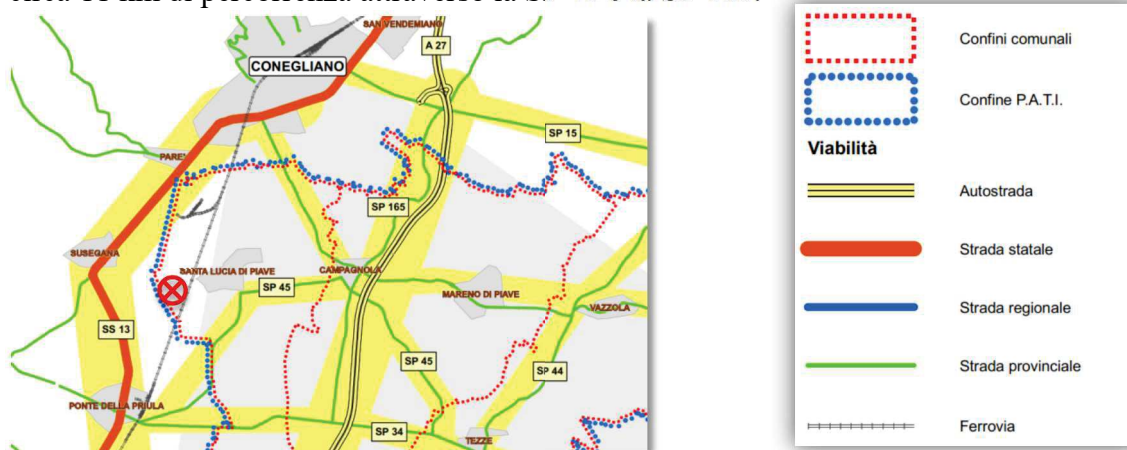 SAN VENDEMIANO
A 27
CONEGLIANO
SP 15
PARE'
SP 165
SUSEGANA
SANTA LUCIA DI PIAVE
CAMPAGNOLA
SP 45
MARENO DI PIAVE
VAZZOLA
SS 13
SP 45
SP 44
PONTE DELLA PRIULA
SP 34
TEZZE
Confini comunali
Confine P.A.T.I.
Viabilità
Autostrada
Strada statale
Strada regionale
Strada provinciale
Ferrovia